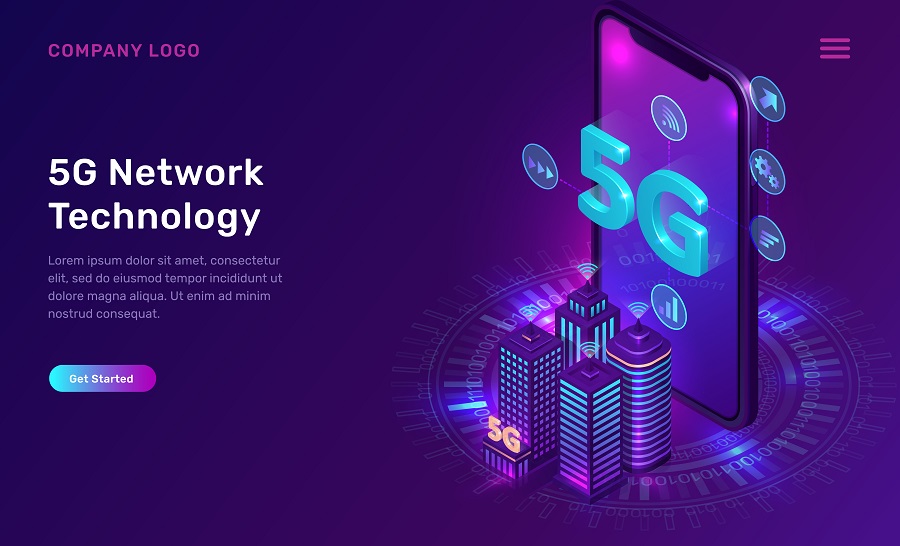 COMPANY LOGO
5G Network
Technology
Lorem ipsum dolor sit amet, consectetur
elit, sed do eiusmod tempor incididunt ut
dolore magna aliqua. Ut enim ad minim
nostrud consequat.
Get Started
5G
5G